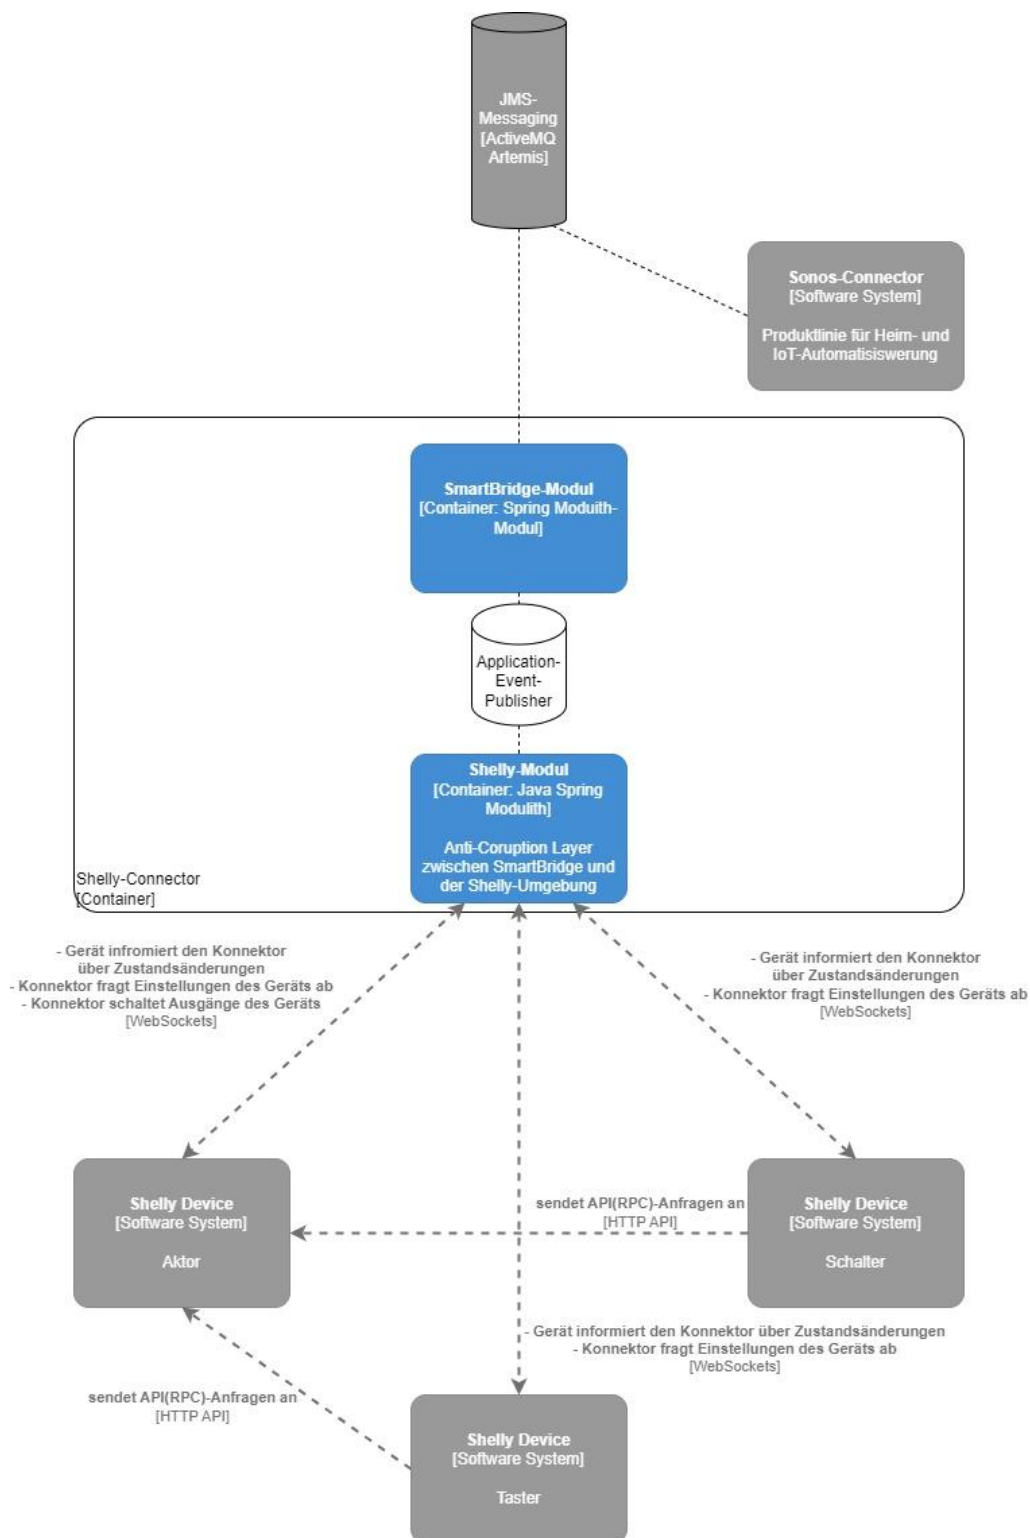 JMS-
Messaging
[ActiveMQ
Artemis]
Sonos-Connector
[Software System]
Produktlinie für Heim- und
IoT-Automatisiswerung
SmartBridge-Modul
[Container: Spring Moduith-
Modul]
Application-
Event-
Publisher
Shelly-Modul
[Container: Java Spring
Modulith]
Anti-Coruption Layer
zwischen SmartBridge und
der Shelly-Umgebung
Shelly-Connector
[Container]
- Gerät infromiert den Konnektor
über Zustandsänderungen
- Konnektor fragt Einstellungen des Geräts ab
- Konnektor schaltet Ausgänge des Geräts
[WebSockets]
- Gerät informiert den Konnektor
über Zustandsänderungen
- Konnektor fragt Einstellungen des Geräts ab
[WebSockets]
Shelly Device
[Software System]
Aktor
sendet API(RPC)-Anfragen an
[HTTP API]
Shelly Device
[Software System]
Schalter
- Gerät informiert den Konnektor über Zustandsänderungen
- Konnektor fragt Einstellungen des Geräts ab
[WebSockets]
sendet API(RPC)-Anfragen an
[HTTP API]
Shelly Device
[Software System]
Taster